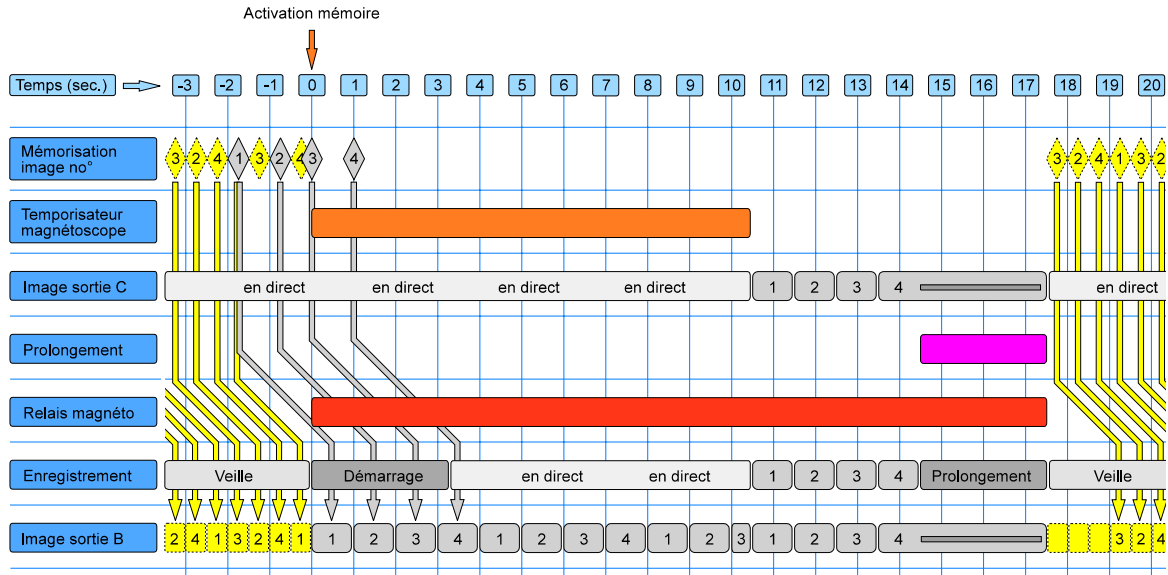 Activation mémoire
Temps (sec.) -3 -2 -1 0 1 2 3 4 5 6 7 8 9 10 11 12 13 14 15 16 17 18 19 20
Mémorisation
image no° 3 2 4 1 3 2 4 3 4 3 2 4 1 3 2
Temporisateur
magnétoscope
Image sortie C en direct en direct en direct en direct 1 2 3 4 en direct
Prolongement
Relais magnéto
Enregistrement Veille Démarrage en direct en direct 1 2 3 4 Prolongement Veille
Image sortie B 2 4 1 3 2 4 1 1 2 3 4 1 2 3 4 1 2 3 1 2 3 4 3 2 4